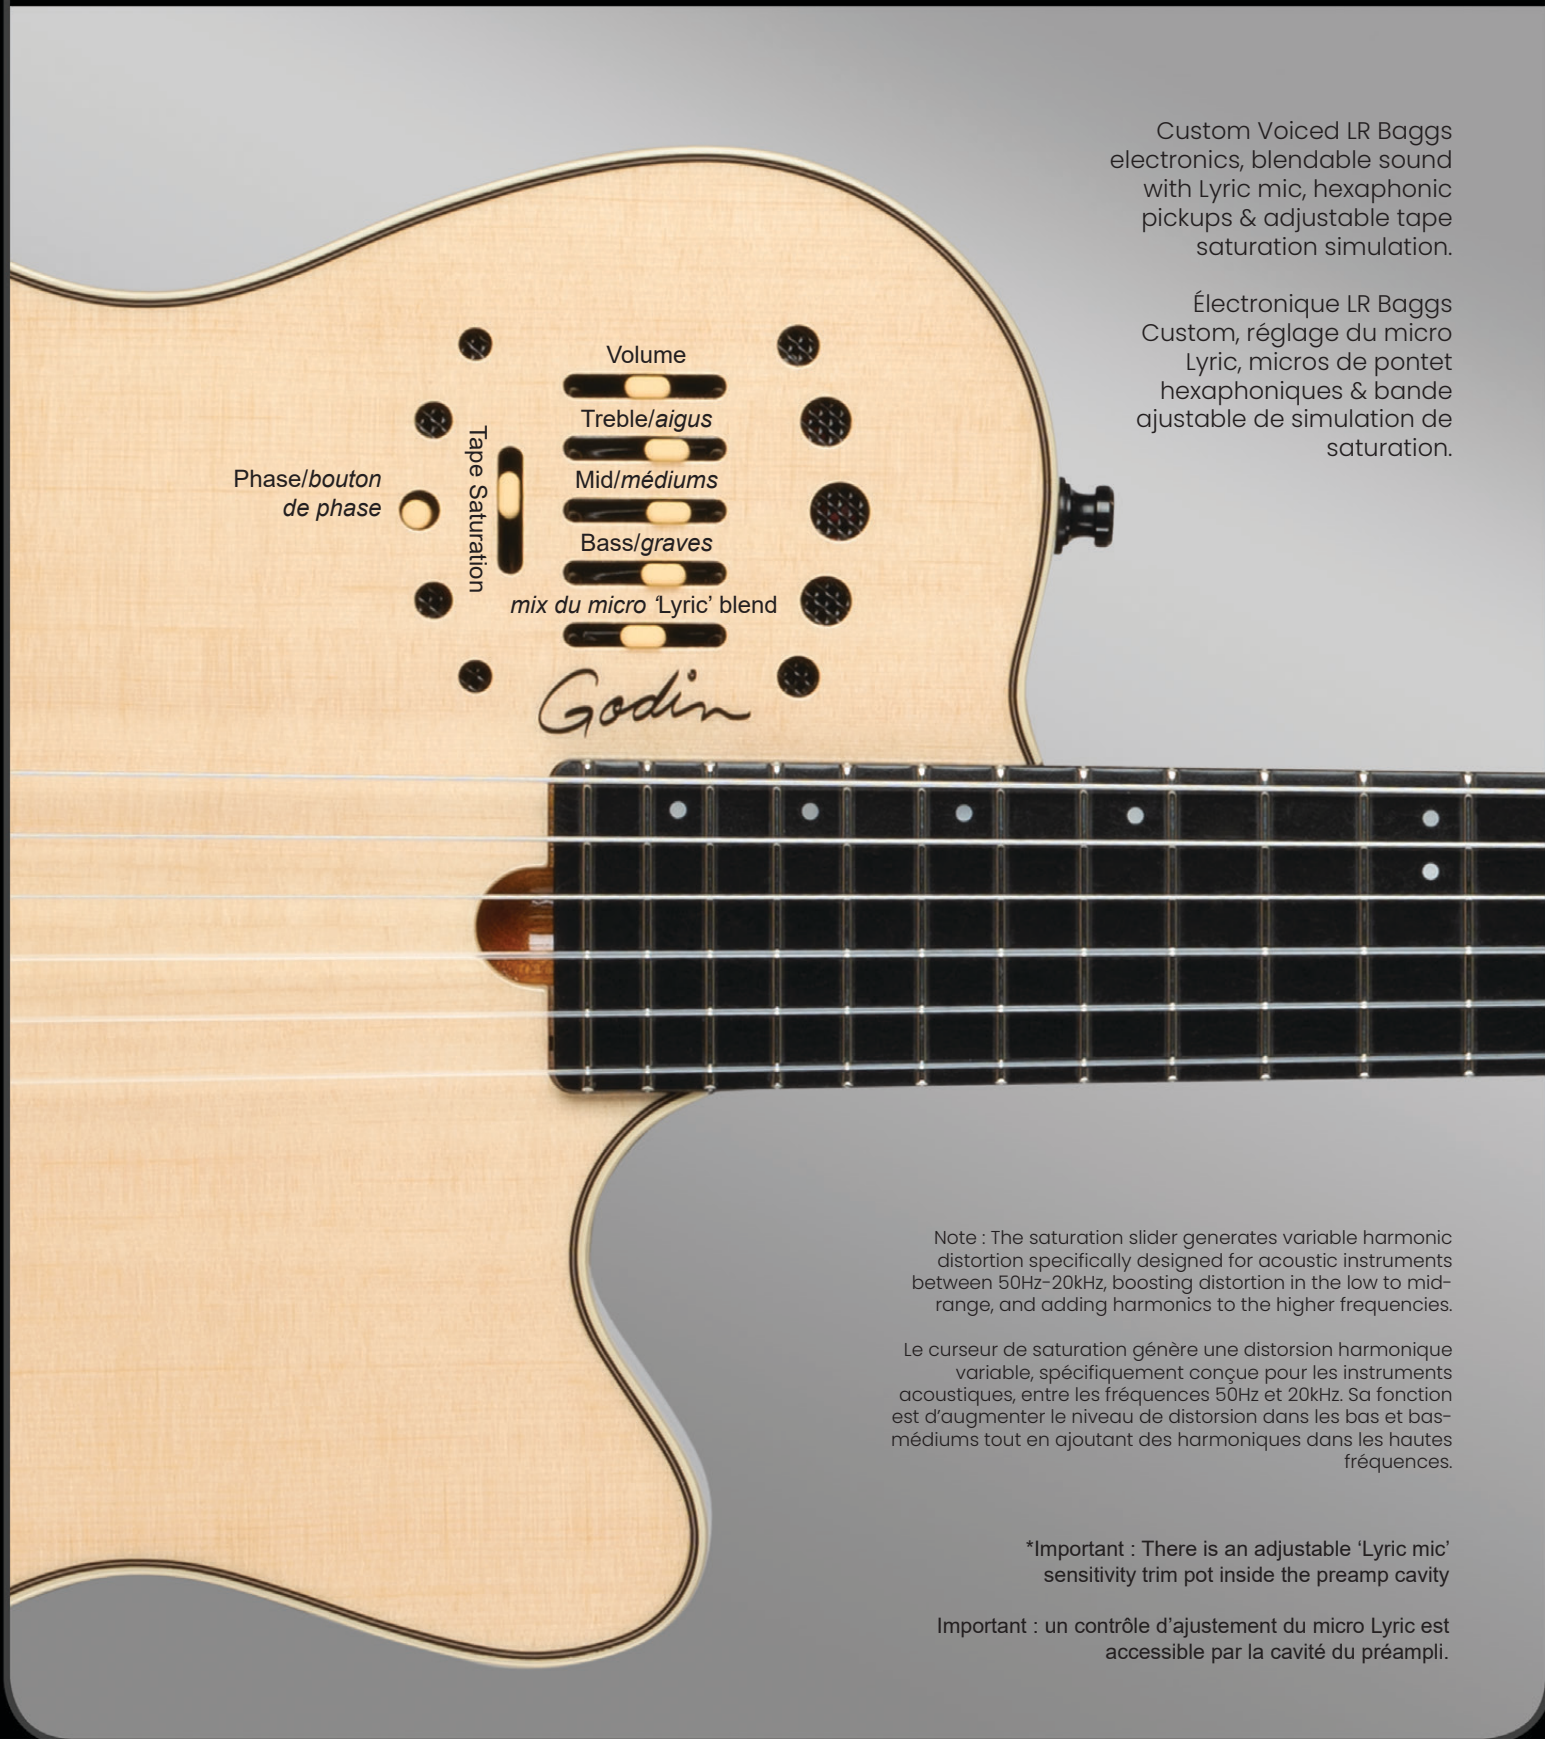 Custom Voiced LR Baggs
electronics, blendable sound
with Lyric mic, hexaphonic
pickups & adjustable tape
saturation simulation.
Électronique LR Baggs
Custom, réglage du micro
Lyric, micros de pontet
hexaphoniques & bande
ajustable de simulation de
saturation.
Volume
Treble/aigus
Mid/médiums
Bass/graves
mix du micro ‘Lyric’ blend
Tape Saturation
Phase/bouton
de phase
Godin
Note : The saturation slider generates variable harmonic
distortion specifically designed for acoustic instruments
between 50Hz-20kHz, boosting distortion in the low to mid-
range, and adding harmonics to the higher frequencies.
Le curseur de saturation génère une distorsion harmonique
variable, spécifiquement conçue pour les instruments
acoustiques, entre les fréquences 50Hz et 20kHz. Sa fonction
est d’augmenter le niveau de distorsion dans les bas et bas-
médiums tout en ajoutant des harmoniques dans les hautes
fréquences.
*Important : There is an adjustable ‘Lyric mic’
sensitivity trim pot inside the preamp cavity
Important : un contrôle d’ajustement du micro Lyric est
accessible par la cavité du préampli.